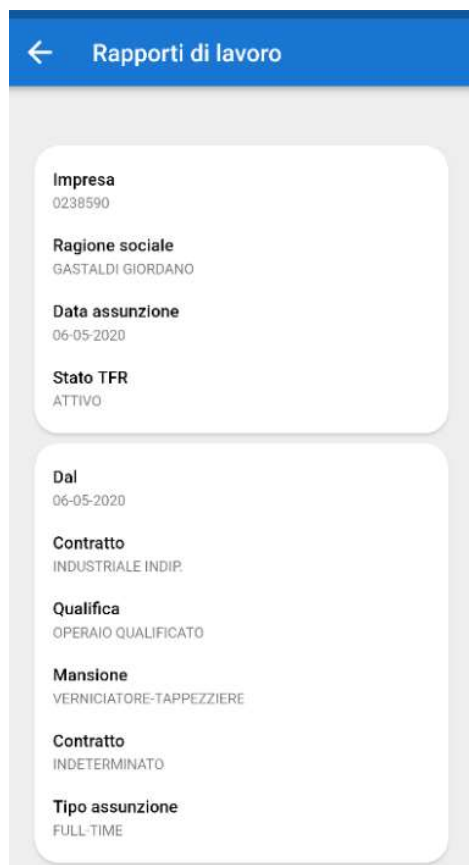 Rapporti di lavoro
Impresa
0238590
Ragione sociale
GASTALDI GIORDANO
Data assunzione
06-05-2020
Stato TFR
ATTIVO
Dal
06-05-2020
Contratto
INDUSTRIALE INDIP.
Qualifica
OPERAIO QUALIFICATO
Mansione
VERNICIATORE-TAPPEZZIERE
Contratto
INDETERMINATO
Tipo assunzione
FULL-TIME